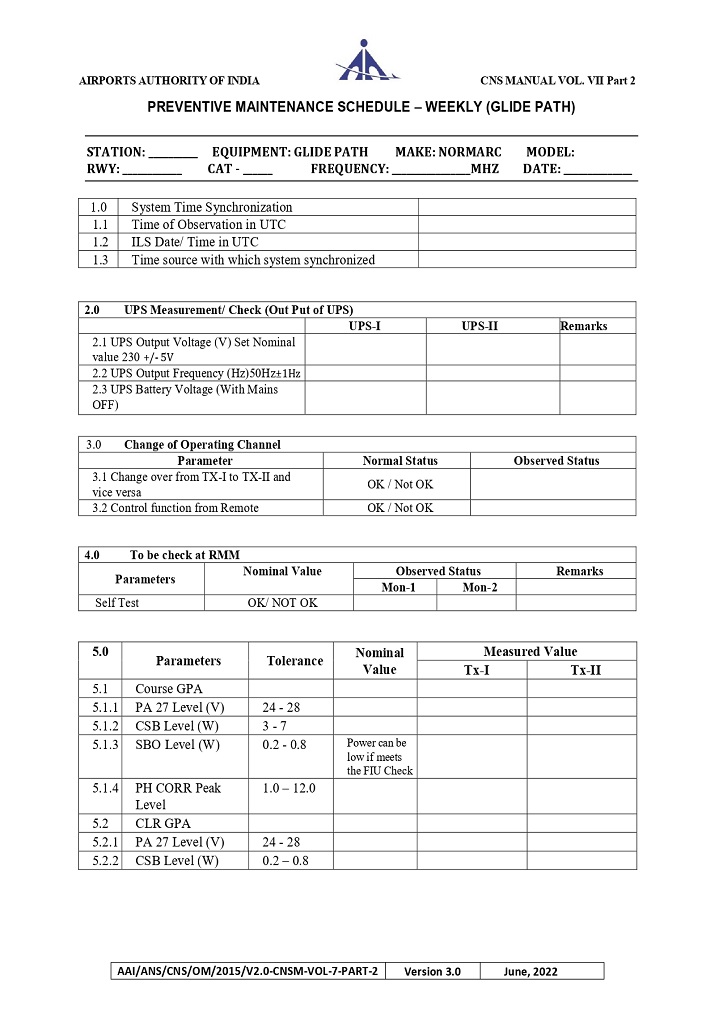 AIRPORTS AUTHORITY OF INDIA CNS MANUAL VOL. VII Part 2
PREVENTIVE MAINTENANCE SCHEDULE – WEEKLY (GLIDE PATH)
STATION: ________ EQUIPMENT: GLIDE PATH MAKE: NORMARC MODEL:
RWY: __________ CAT - _____ FREQUENCY: _____________MHZ DATE: ___________
1.0 System Time Synchronization
1.1 Time of Observation in UTC
1.2 ILS Date/ Time in UTC
1.3 Time source with which system synchronized
2.0 UPS Measurement/ Check (Out Put of UPS)
UPS-I UPS-II Remarks
2.1 UPS Output Voltage (V) Set Nominal
value 230 +/- 5V
2.2 UPS Output Frequency (Hz)50Hz±1Hz
2.3 UPS Battery Voltage (With Mains
OFF)
3.0 Change of Operating Channel
Parameter Normal Status Observed Status
3.1 Change over from TX-I to TX-II and
vice versa
OK / Not OK
3.2 Control function from Remote OK / Not OK
4.0 To be check at RMM
Parameters Nominal Value Observed Status Remarks
Mon-1 Mon-2
Self Test OK/ NOT OK
5.0 Parameters Tolerance Nominal
Value
Measured Value
Tx-I Tx-II
5.1 Course GPA
5.1.1 PA 27 Level (V) 24 - 28
5.1.2 CSB Level (W) 3 - 7
5.1.3 SBO Level (W) 0.2 - 0.8 Power can be
low if meets
the FIU Check
5.1.4 PH CORR Peak
Level
1.0 – 12.0
5.2 CLR GPA
5.2.1 PA 27 Level (V) 24 - 28
5.2.2 CSB Level (W) 0.2 – 0.8
AAI/ANS/CNS/OM/2015/V2.0-CNSM-VOL-7-PART-2 Version 3.0 June, 2022